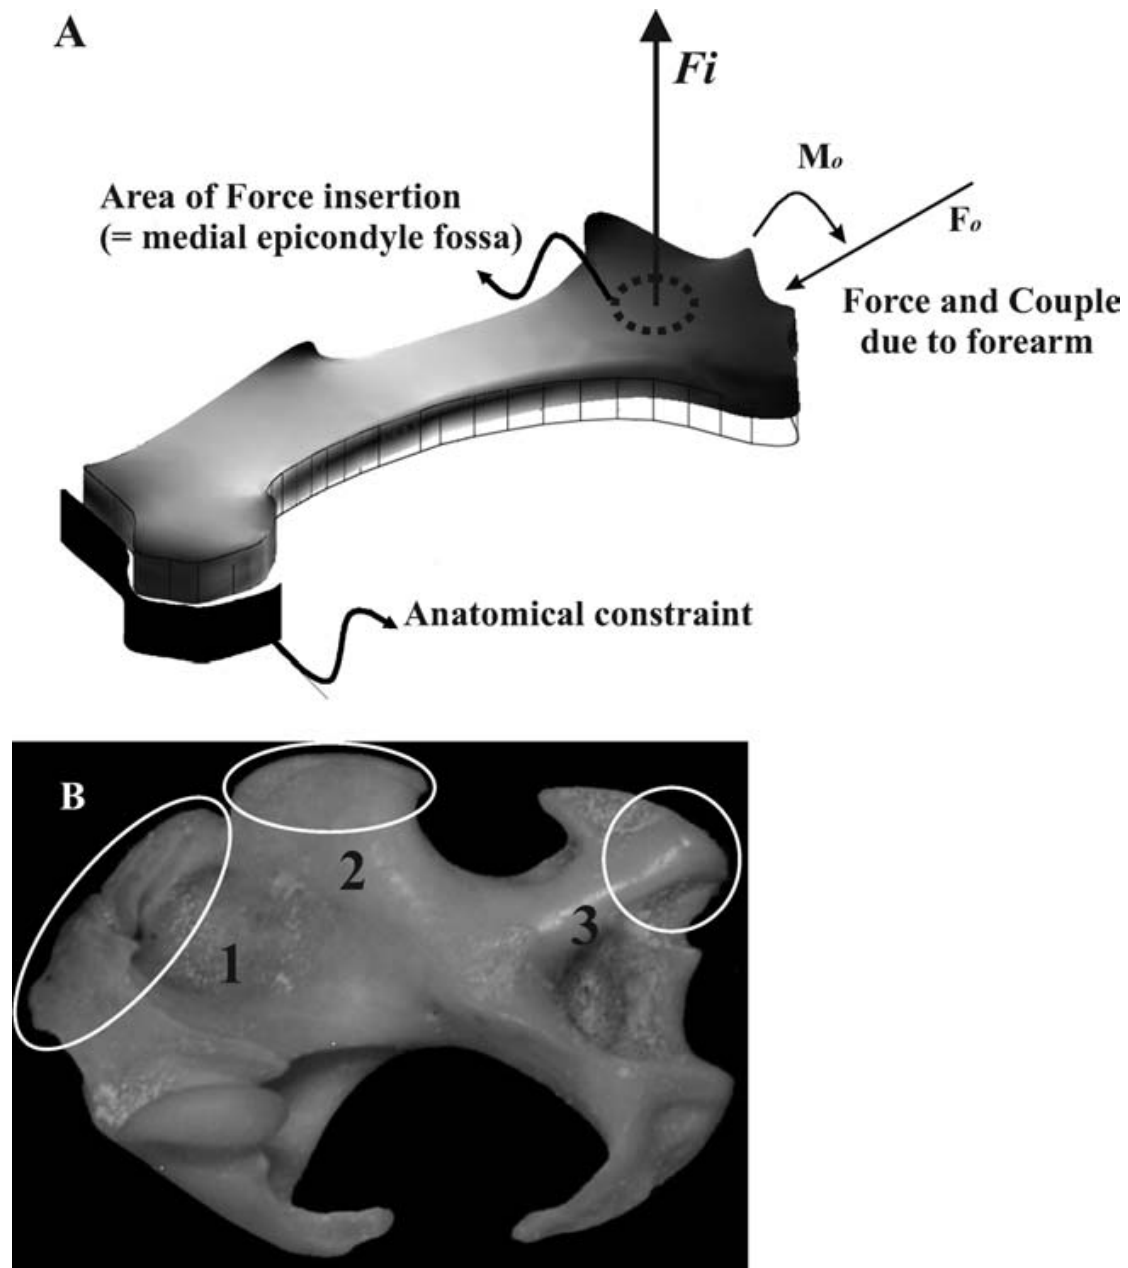 A
Fi
Mo
Area of Force insertion
(= medial epicondyle fossa)
Fo
Force and Couple
due to forearm
Anatomical constraint
B
2
1
3